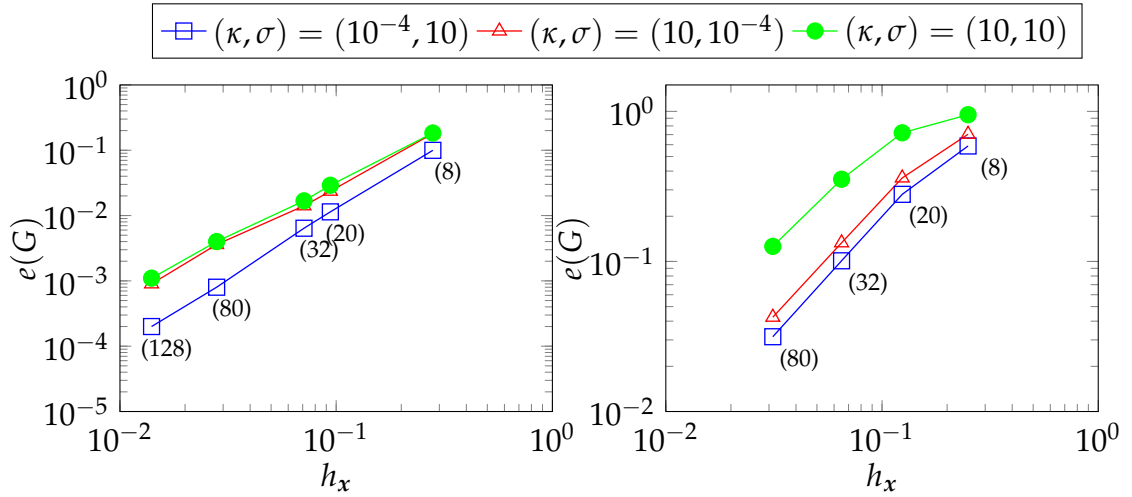 (κ, σ) = (10⁻⁴, 10) (κ, σ) = (10, 10⁻⁴) (κ, σ) = (10, 10)
10⁰
10⁻¹
10⁻²
10⁻³
10⁻⁴
10⁻⁵
e(G)
(8)
(20)
(32)
(80)
(128)
10⁻² 10⁻¹ 10⁰
hₓ
10⁰
10⁻¹
10⁻²
e(G)
(8)
(20)
(32)
(80)
10⁻² 10⁻¹ 10⁰
hₓ